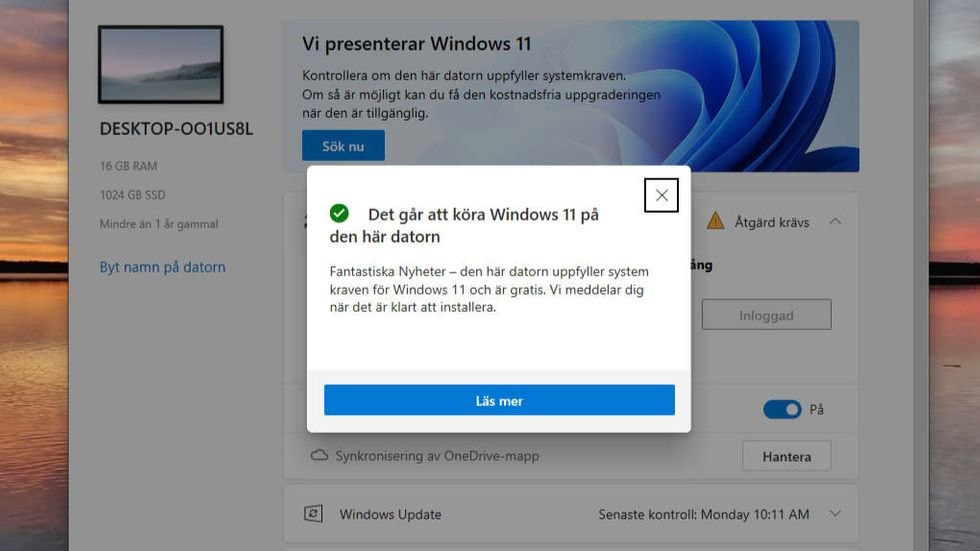 Vi presenterar Windows 11
Kontrollera om den här datorn uppfyller systemkraven.
Om så är möjligt kan du få den kostnadsfria uppgraderingen
när den är tillgänglig.
Sök nu
DESKTOP-OO1US8L
16 GB RAM
1024 GB SSD
Mindre än 1 år gammal
Byt namn på datorn
Det går att köra Windows 11 på
den här datorn
Fantastiska Nyheter – den här datorn uppfyller system
kraven för Windows 11 och är gratis. Vi meddelar dig
når det är klart att installera.
Läs mer
Åtgärd krävs
Inloggad
På
Synkronisering av OneDrive-mapp
Hantera
Windows Update
Senaste kontroll: Monday 10:11 AM